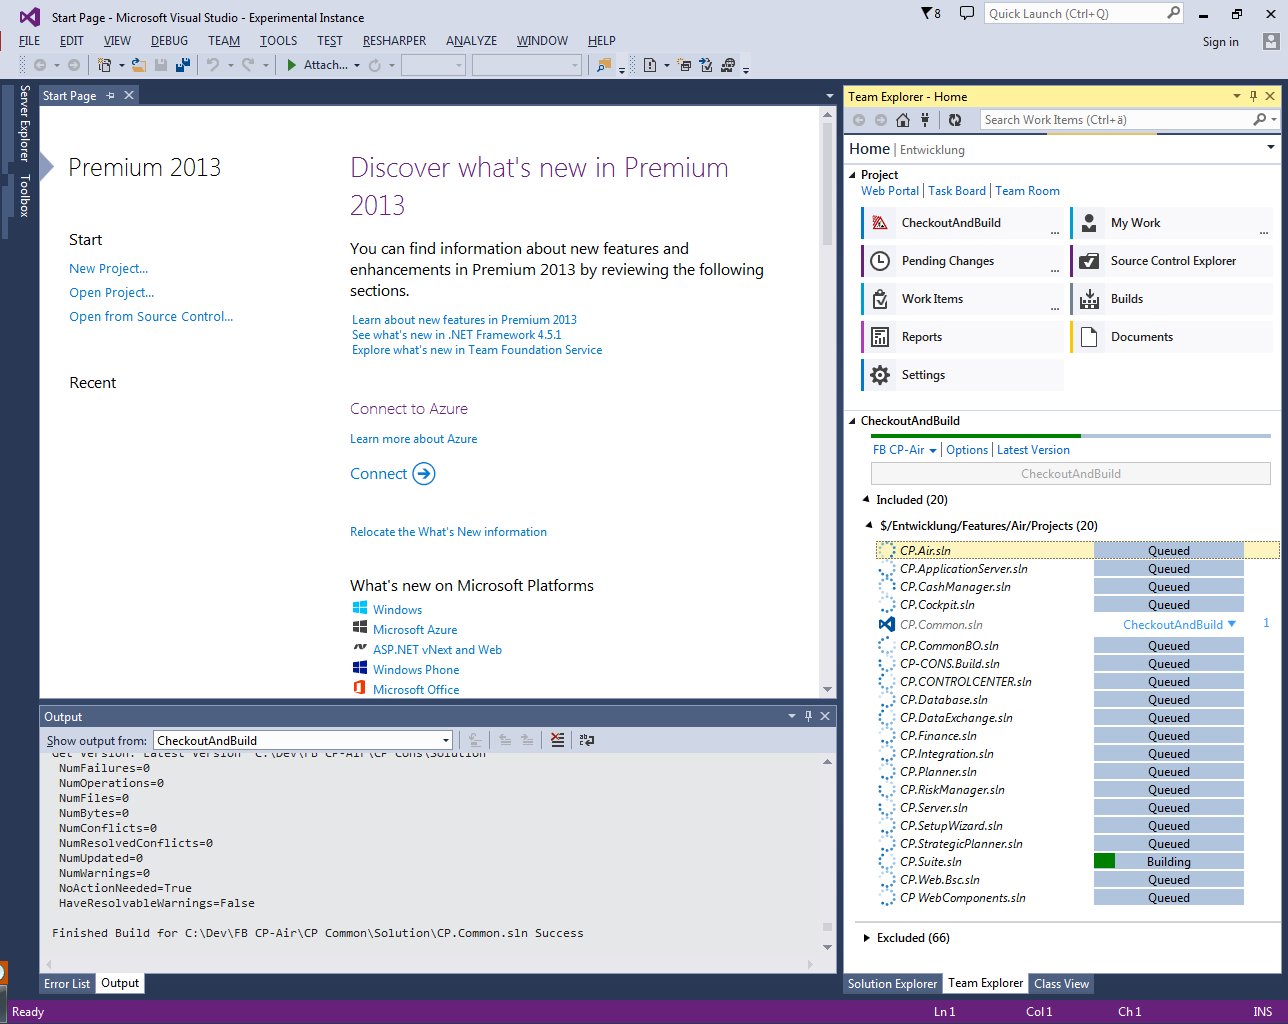 Start Page - Microsoft Visual Studio - Experimental Instance
8
Quick Launch (Ctrl+Q)
FILE EDIT VIEW DEBUG TEAM TOOLS TEST RESHARPER ANALYZE WINDOW HELP
Sign in
Attach...
Server Explorer
Toolbox
Start Page
Premium 2013
Start
New Project...
Open Project...
Open from Source Control...
Recent
Discover what's new in Premium
2013
You can find information about new features and
enhancements in Premium 2013 by reviewing the following
sections.
Learn about new features in Premium 2013
See what's new in .NET Framework 4.5.1
Explore what's new in Team Foundation Service
Connect to Azure
Learn more about Azure
Connect
Relocate the What's New information
What's new on Microsoft Platforms
Windows
Microsoft Azure
ASP.NET vNext and Web
Windows Phone
Microsoft Office
Output
Show output from: CheckoutAndBuild
Get Version: Latest Version C:\Dev\FB CP-Air\CP Cons\Solution
NumFailures=0
NumOperations=0
NumFiles=0
NumBytes=0
NumConflicts=0
NumResolvedConflicts=0
NumUpdated=0
NumWarnings=0
NoActionNeeded=True
HaveResolvableWarnings=False
Finished Build for C:\Dev\FB CP-Air\CP Common\Solution\CP.Common.sln Success
Error List Output
Team Explorer - Home
Search Work Items (Ctrl+ä)
Home | Entwicklung
Project
Web Portal | Task Board | Team Room
CheckoutAndBuild ...
My Work ...
Pending Changes ...
Source Control Explorer
Work Items ...
Builds
Reports
Documents
Settings
CheckoutAndBuild
FB CP-Air | Options | Latest Version
CheckoutAndBuild
Included (20)
$/Entwicklung/Features/Air/Projects (20)
CP.Air.sln Queued
CP.ApplicationServer.sln Queued
CP.CashManager.sln Queued
CP.Cockpit.sln Queued
CP.Common.sln CheckoutAndBuild 1
CP.CommonBO.sln Queued
CP-CONS.Build.sln Queued
CP.CONTROLCENTER.sln Queued
CP.Database.sln Queued
CP.DataExchange.sln Queued
CP.Finance.sln Queued
CP.Integration.sln Queued
CP.Planner.sln Queued
CP.RiskManager.sln Queued
CP.Server.sln Queued
CP.SetupWizard.sln Queued
CP.StrategicPlanner.sln Queued
CP.Suite.sln Building
CP.Web.Bsc.sln Queued
CP WebComponents.sln Queued
Excluded (66)
Solution Explorer Team Explorer Class View
Ready Ln 1 Col 1 Ch 1 INS